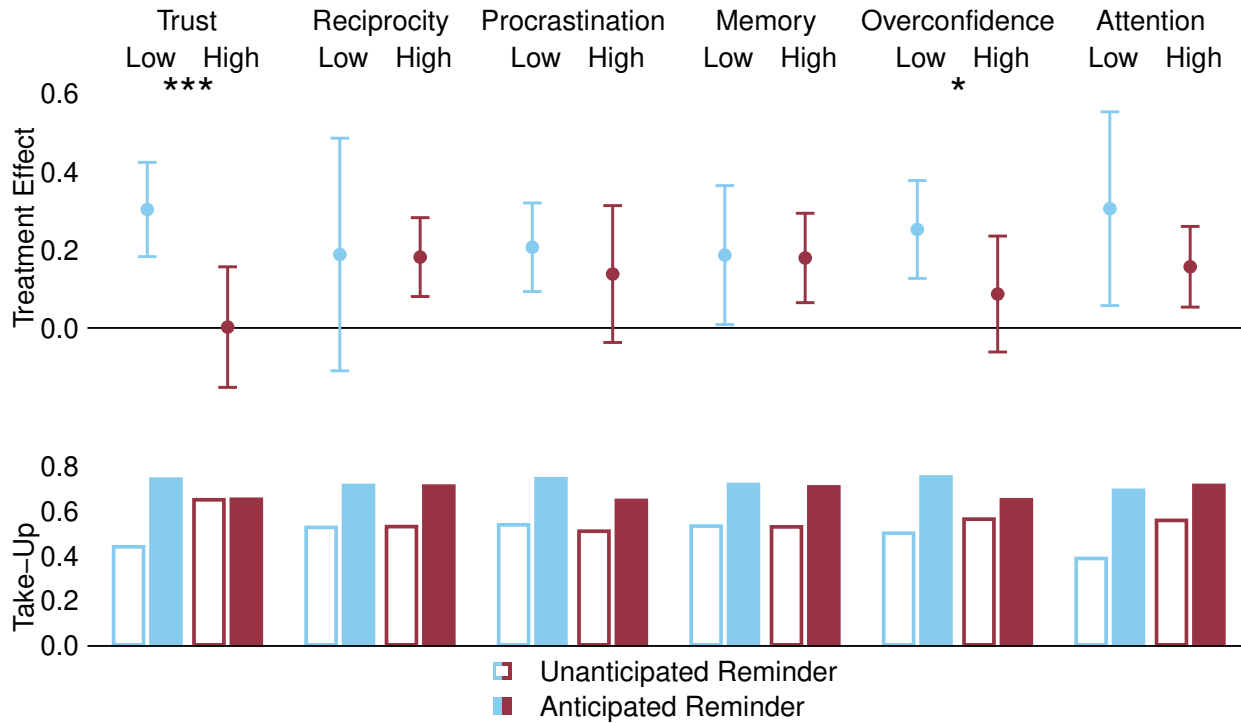 Trust Reciprocity Procrastination Memory Overconfidence Attention
Low High Low High Low High Low High Low High Low High
*** *
0.6
0.4
0.2
0.0
Treatment Effect
0.8
0.6
0.4
0.2
0.0
Take–Up
Unanticipated Reminder
Anticipated Reminder